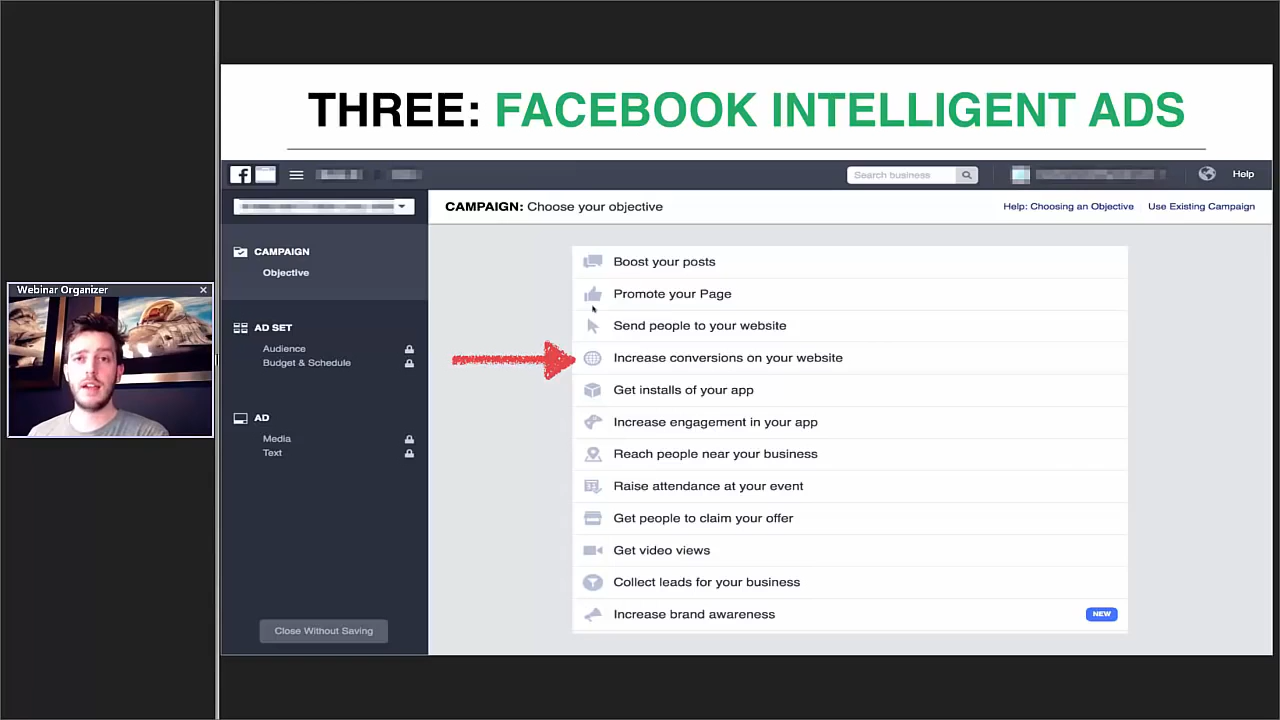 THREE: FACEBOOK INTELLIGENT ADS
Search business
Help
CAMPAIGN: Choose your objective
Help: Choosing an Objective
Use Existing Campaign
CAMPAIGN
Objective
AD SET
Audience
Budget & Schedule
AD
Media
Text
Close Without Saving
Boost your posts
Promote your Page
Send people to your website
Increase conversions on your website
Get installs of your app
Increase engagement in your app
Reach people near your business
Raise attendance at your event
Get people to claim your offer
Get video views
Collect leads for your business
Increase brand awareness
NEW
Webinar Organizer